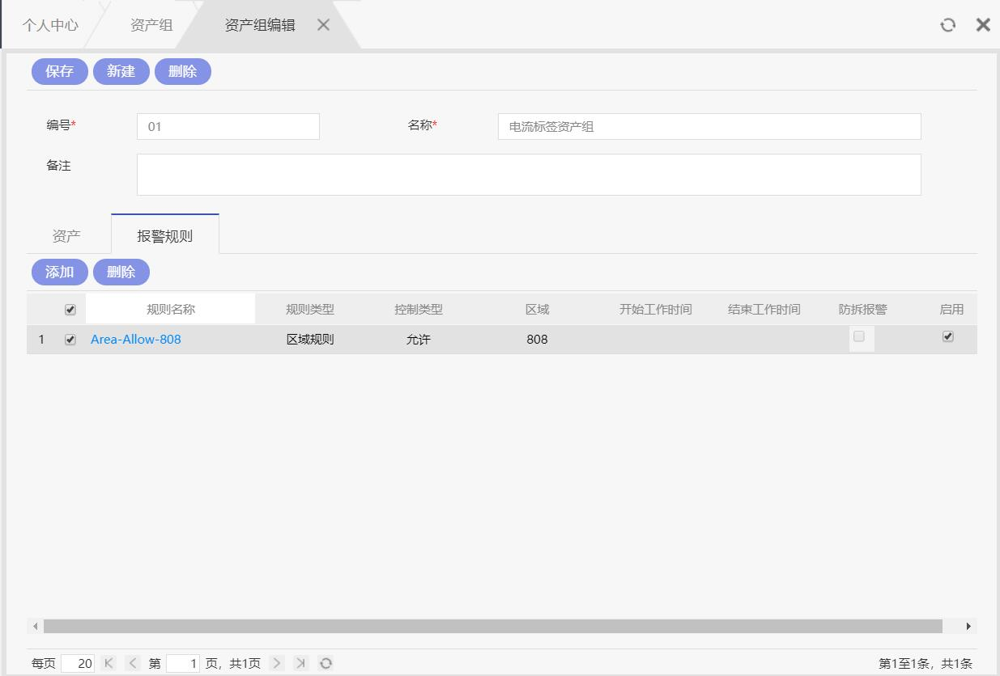 个人中心 资产组 资产组编辑
保存 新建 删除
编号* 01 名称* 电流标签资产组
备注
资产 报警规则
添加 删除
规则名称 规则类型 控制类型 区域 开始工作时间 结束工作时间 防拆报警 启用
1 Area-Allow-808 区域规则 允许 808
每页 20 第 1 页，共1页 第1至1条，共1条